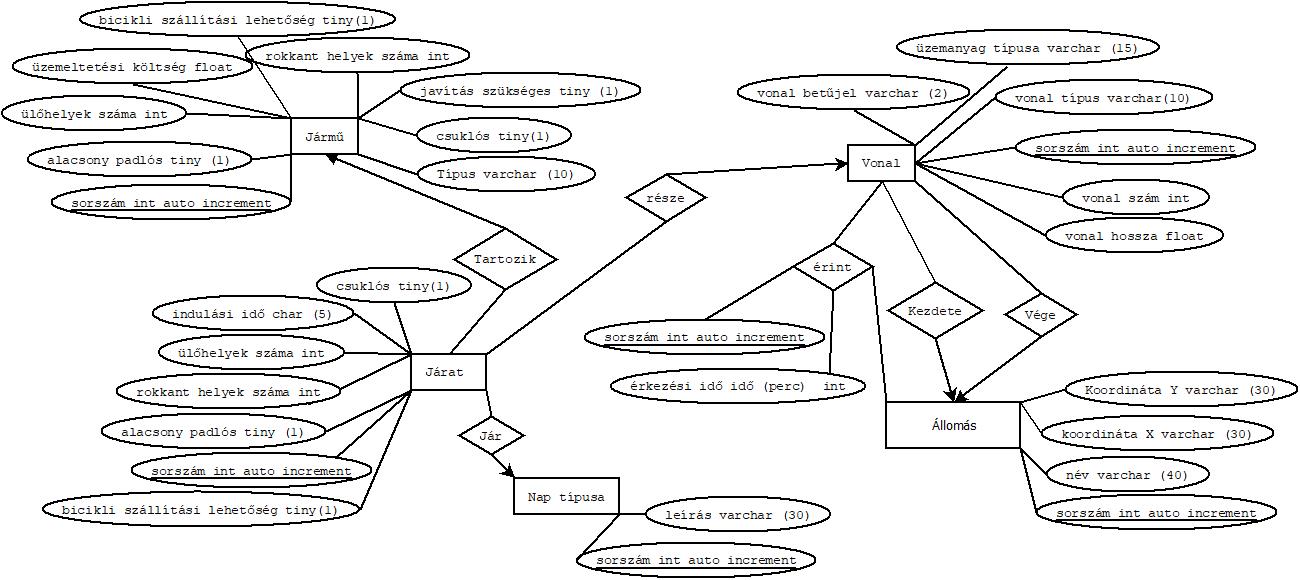 bicikli szállítási lehetőség tiny(1)
rokkant helyek száma int
üzemeltetési költség float
javítás szükséges tiny (1)
ülőhelyek száma int
csuklós tiny(1)
Jármű
alacsony padlós tiny (1)
Típus varchar (10)
sorszám int auto increment
üzemanyag típusa varchar (15)
vonal betűjel varchar (2)
vonal típus varchar(10)
sorszám int auto increment
Vonal
vonal szám int
vonal hossza float
része
Tartozik
érint
Kezdete
Vége
sorszám int auto increment
érkezési idő idő (perc) int
csuklós tiny(1)
indulási idő char (5)
ülőhelyek száma int
Járat
rokkant helyek száma int
alacsony padlós tiny (1)
sorszám int auto increment
bicikli szállítási lehetőség tiny(1)
Jár
Nap típusa
leírás varchar (30)
sorszám int auto increment
Koordináta Y varchar (30)
Állomás
koordináta X varchar (30)
név varchar (40)
sorszám int auto increment